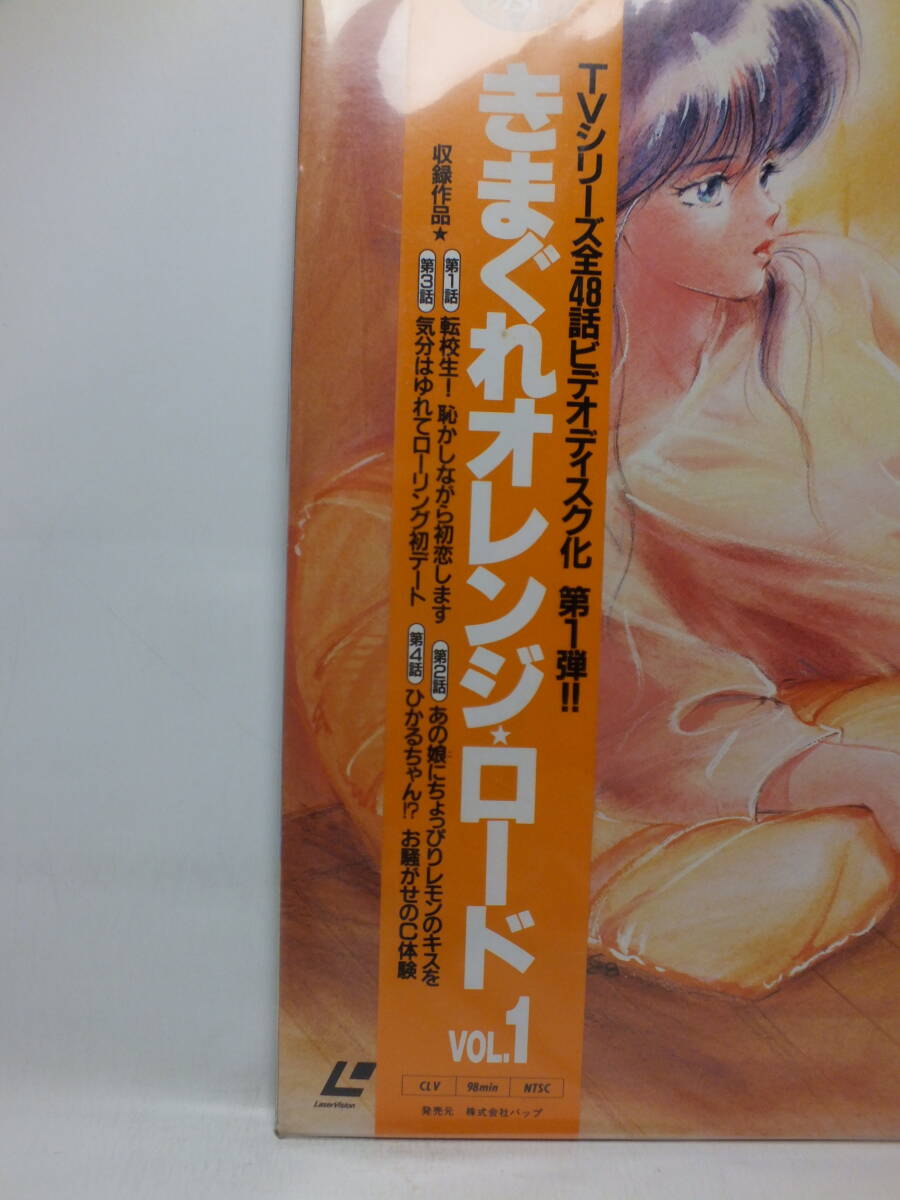 TVシリーズ全48話ビデオディスク化 第1弾!!
きまぐれオレンジ★ロード
VOL.1
収録作品★
第1話 転校生! 恥かしながら初恋します
第2話 あの娘にちょっぴりレモンのキスを
第3話 気分はゆれてローリング初デート
第4話 ひかるちゃん!? お騒がせのC体験
CLV 98min NTSC
発売元 株式会社バップ
LaserVision